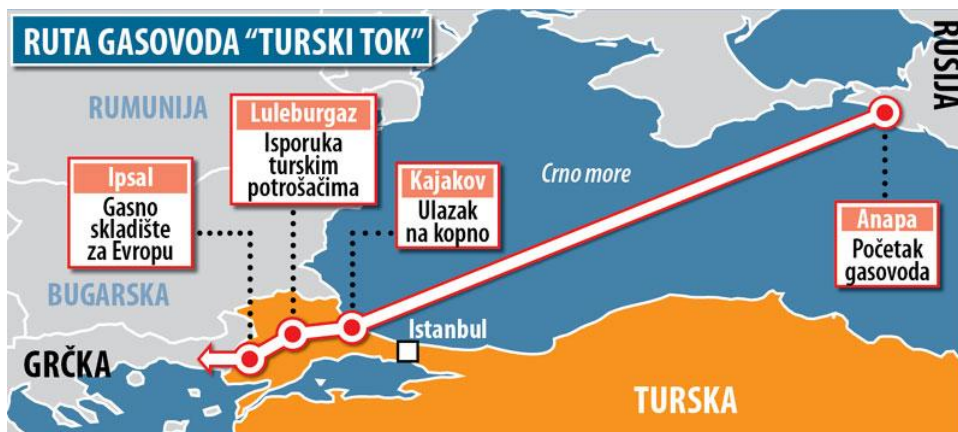 RUTA GASOVODA "TURSKI TOK"
RUSIJA
RUMUNIJA
Luleburgaz
Isporuka
turskim
potrošačima
Ipsal
Gasno
skladište
za Evropu
Kajakov
Ulazak
na kopno
Crno more
Anapa
Početak
gasovoda
BUGARSKA
Istanbul
GRČKA
TURSKA